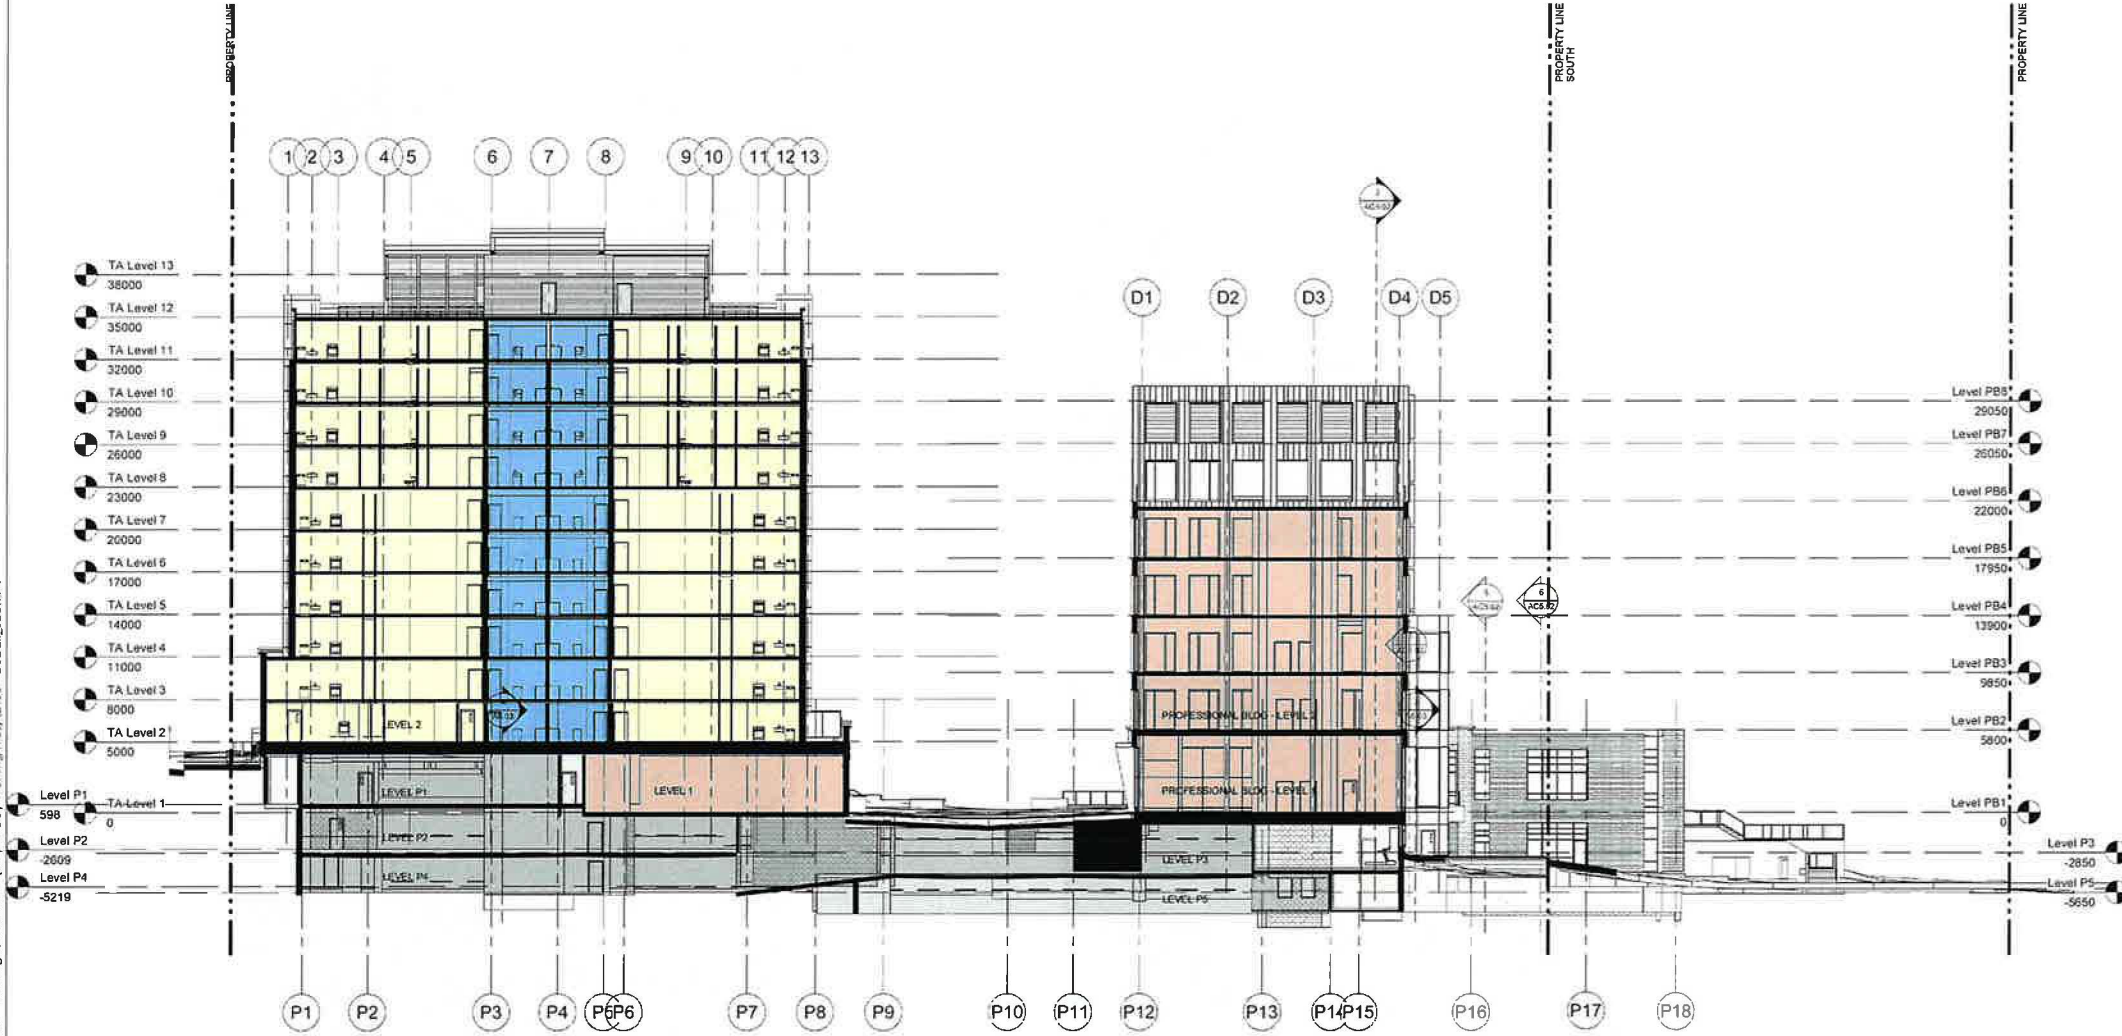 PROPERTY LINE
PROPERTY LINE
SOUTH
PROPERTY LINE
1
2
3
4
5
6
7
8
9
10
11
12
13
D1
D2
D3
D4
D5
TA Level 13
38000
TA Level 12
35000
TA Level 11
32000
TA Level 10
29000
TA Level 9
26000
TA Level 8
23000
TA Level 7
20000
TA Level 6
17000
TA Level 5
14000
TA Level 4
11000
TA Level 3
8000
TA Level 2
5000
Level P1
598
TA Level 1
0
Level P2
-2609
Level P4
-5219
Level PB8
29050
Level PB7
26050
Level PB6
22000
Level PB5
17950
Level PB4
13900
Level PB3
9850
Level PB2
5800
Level PB1
0
Level P3
-2850
Level P5
-5650
6
AC5.02
LEVEL 2
LEVEL P1
LEVEL 1
LEVEL P2
LEVEL P4
PROFESSIONAL BLDG - LEVEL 2
PROFESSIONAL BLDG - LEVEL 1
LEVEL P3
LEVEL P5
P1
P2
P3
P4
P5
P6
P7
P8
P9
P10
P11
P12
P13
P14
P15
P16
P17
P18